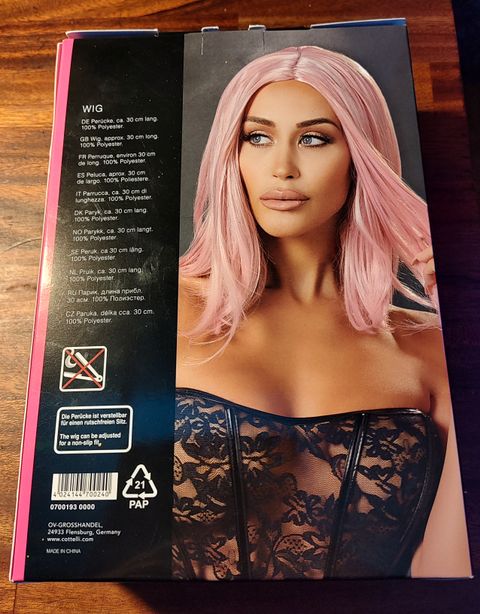 WIG
DE Perücke, ca. 30 cm lang.
100% Polyester.
GB Wig, approx. 30 cm long.
100% Polyester.
FR Perruque, environ 30 cm
de long. 100% Polyester.
ES Peluca, aprox. 30 cm
de largo. 100% Poliestere.
IT Parrucca, ca. 30 cm di
lunghezza. 100% Polyester.
DK Paryk, ca. 30 cm lang.
100% Polyester.
NO Parykk, ca. 30 cm langt.
100% Polyester.
SE Peruk, ca. 30 cm lång.
100% Polyester.
NL Pruik, ca. 30 cm lang.
100% Polyester.
RU Парик, длина прибл.
30 асм. 100% Полиэстер.
CZ Paruka, délka cca. 30 cm.
100% Polyester.
Die Perücke ist verstellbar
für einen rutschfreien Sitz.
The wig can be adjusted
for a non-slip fit.
4 024144 700240
21
PAP
0700193 0000
OV-GROSSHANDEL,
24933 Flensburg, Germany
www.cottelli.com
MADE IN CHINA